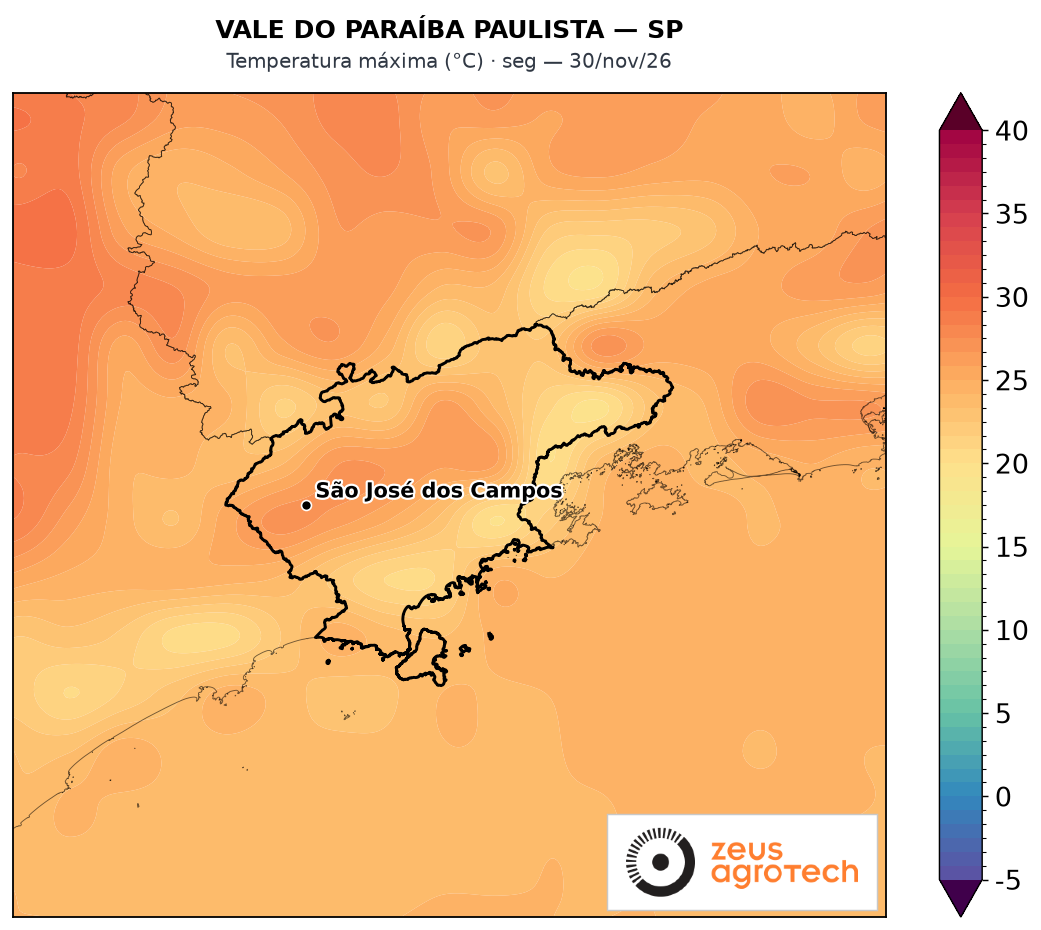 VALE DO PARAÍBA PAULISTA — SP
Temperatura máxima (°C) · seg — 30/nov/26
40
35
30
25
20
15
10
5
0
-5
São José dos Campos
zeus
agrotech